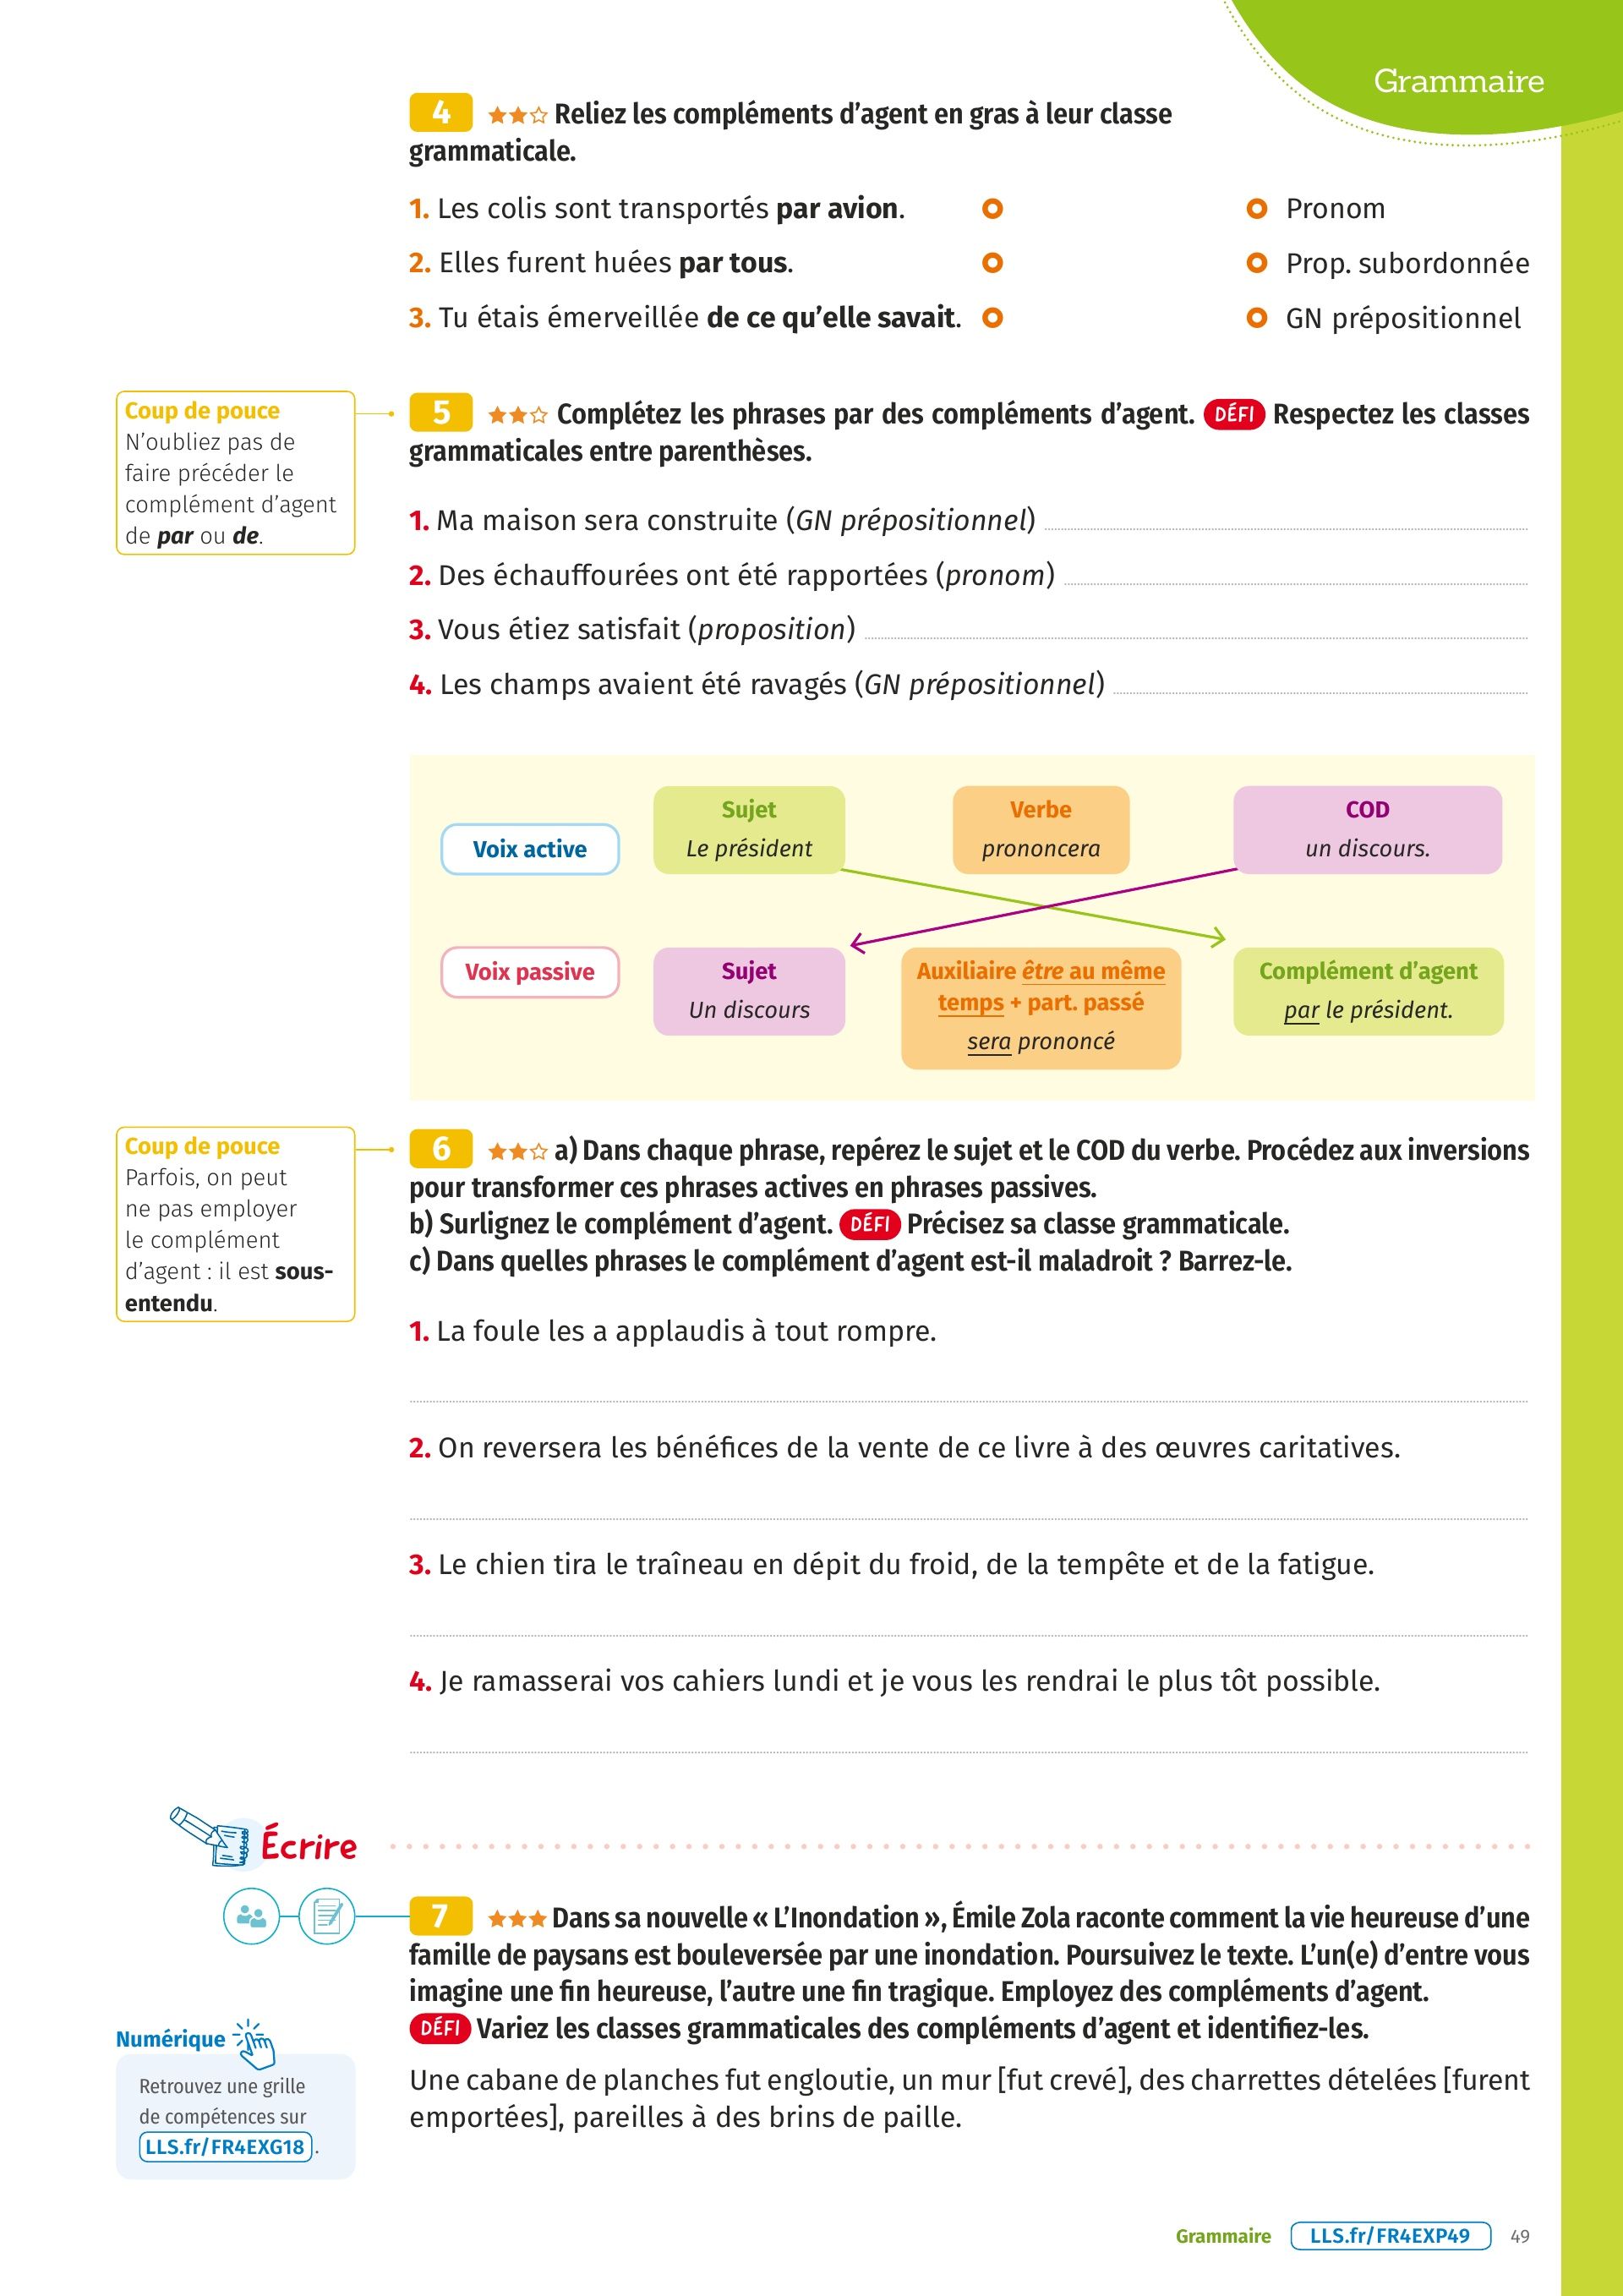 Grammaire
4 ★★☆ Reliez les compléments d’agent en gras à leur classe
grammaticale.
1. Les colis sont transportés par avion.
Pronom
2. Elles furent huées par tous.
Prop. subordonnée
3. Tu étais émerveillée de ce qu’elle savait.
GN prépositionnel
Coup de pouce
N’oubliez pas de
faire précéder le
complément d’agent
de par ou de.
5 ★★☆ Complétez les phrases par des compléments d’agent. DÉFI Respectez les classes
grammaticales entre parenthèses.
1. Ma maison sera construite (GN prépositionnel)
2. Des échauffourées ont été rapportées (pronom)
3. Vous étiez satisfait (proposition)
4. Les champs avaient été ravagés (GN prépositionnel)
Voix active
Sujet
Le président
Verbe
prononcera
COD
un discours.
Voix passive
Sujet
Un discours
Auxiliaire être au même
temps + part. passé
sera prononcé
Complément d’agent
par le président.
Coup de pouce
Parfois, on peut
ne pas employer
le complément
d’agent : il est sous-
entendu.
6 ★★☆ a) Dans chaque phrase, repérez le sujet et le COD du verbe. Procédez aux inversions
pour transformer ces phrases actives en phrases passives.
b) Surlignez le complément d’agent. DÉFI Précisez sa classe grammaticale.
c) Dans quelles phrases le complément d’agent est-il maladroit ? Barrez-le.
1. La foule les a applaudis à tout rompre.
2. On reversera les bénéfices de la vente de ce livre à des œuvres caritatives.
3. Le chien tira le traîneau en dépit du froid, de la tempête et de la fatigue.
4. Je ramasserai vos cahiers lundi et je vous les rendrai le plus tôt possible.
Écrire
7 ★★★ Dans sa nouvelle « L’Inondation », Émile Zola raconte comment la vie heureuse d’une
famille de paysans est bouleversée par une inondation. Poursuivez le texte. L’un(e) d’entre vous
imagine une fin heureuse, l’autre une fin tragique. Employez des compléments d’agent.
DÉFI Variez les classes grammaticales des compléments d’agent et identifiez-les.
Une cabane de planches fut engloutie, un mur [fut crevé], des charrettes dételées [furent
emportées], pareilles à des brins de paille.
Numérique
Retrouvez une grille
de compétences sur
LLS.fr/FR4EXG18 .
Grammaire LLS.fr/FR4EXP49 49